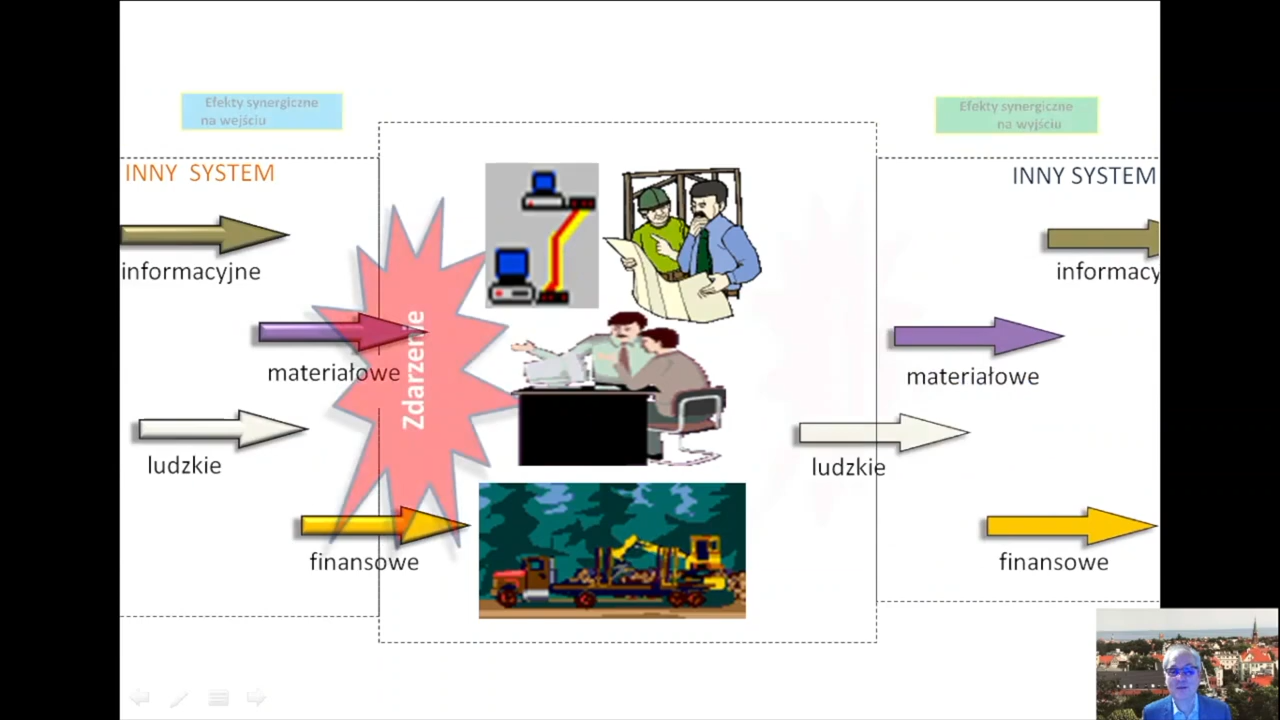 Efekty synergiczne
na wejściu
Efekty synergiczne
na wyjściu
INNY SYSTEM
INNY SYSTEM
informacyjne
informacy
Zdarzenie
materiałowe
materiałowe
ludzkie
ludzkie
finansowe
finansowe